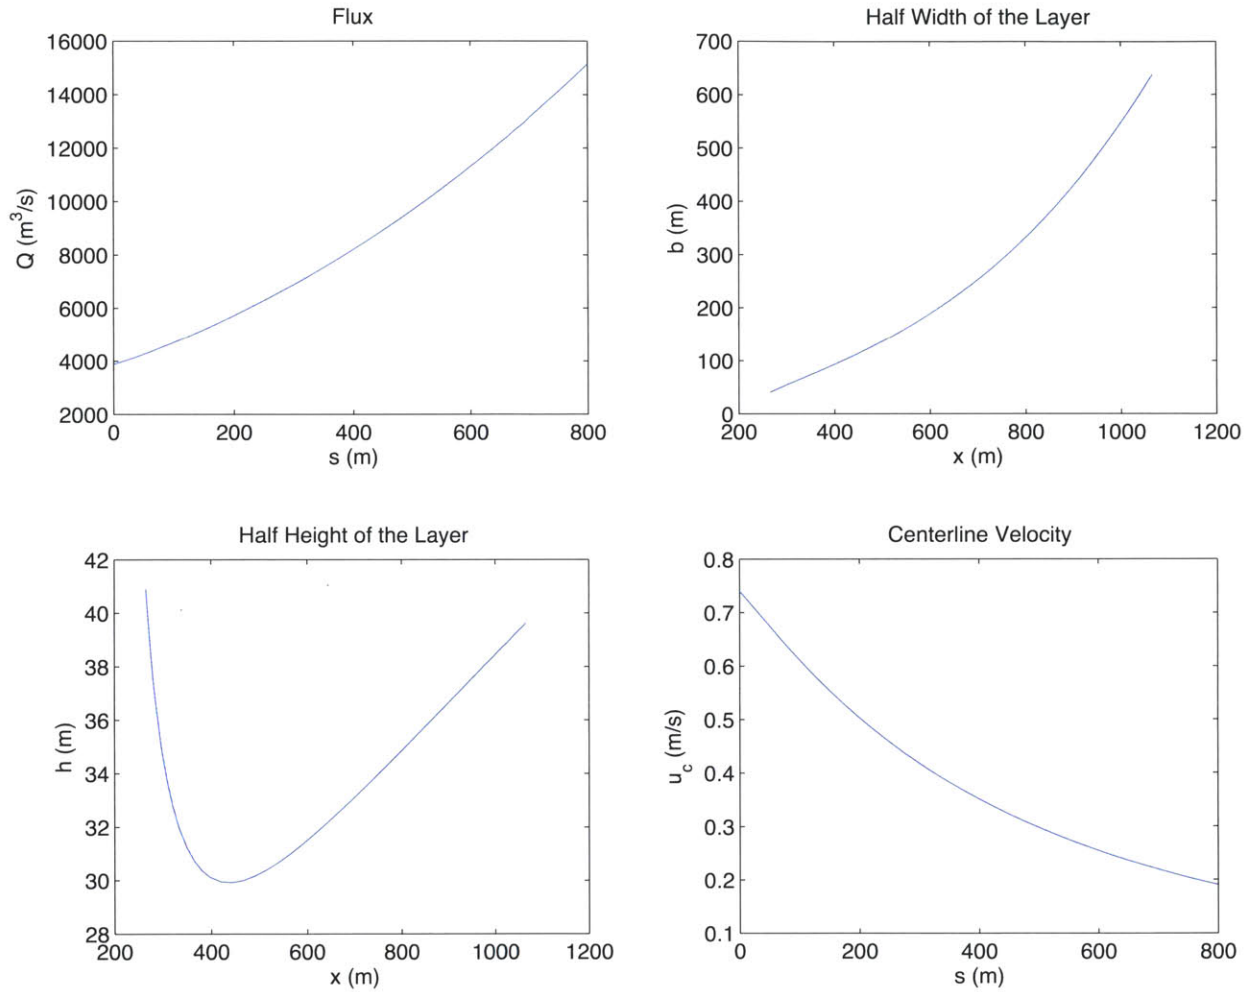 Flux
16000
14000
12000
10000
8000
6000
4000
2000
Q (m3/s)
0 200 400 600 800
s (m)
Half Width of the Layer
700
600
500
400
300
200
100
0
b (m)
200 400 600 800 1000 1200
x (m)
Half Height of the Layer
42
40
38
36
34
32
30
28
h (m)
200 400 600 800 1000 1200
x (m)
Centerline Velocity
0.8
0.7
0.6
0.5
0.4
0.3
0.2
0.1
uc (m/s)
0 200 400 600 800
s (m)